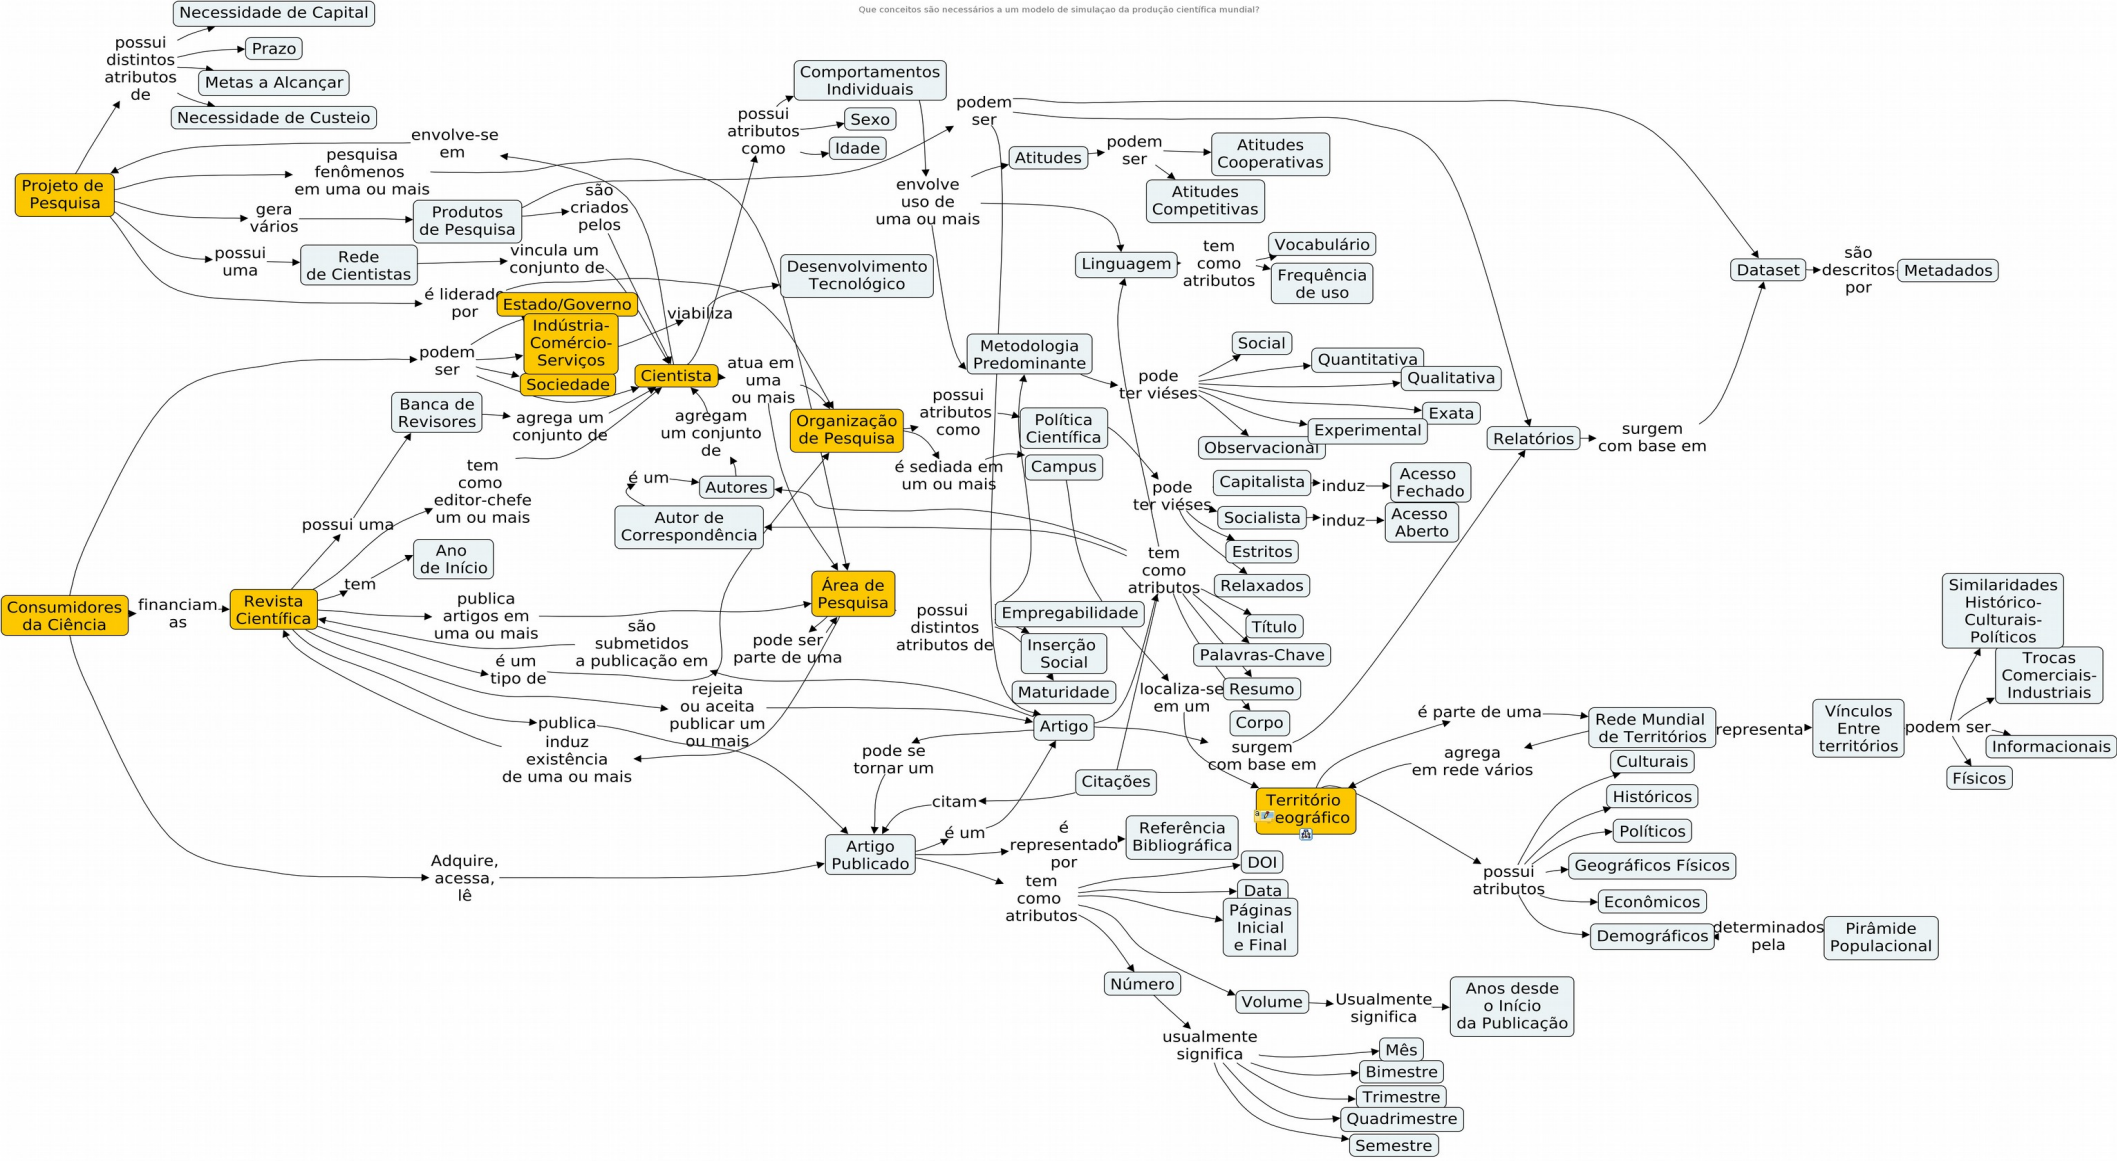 Que conceitos são necessários a um modelo de simulaçao da produção científica mundial?
Necessidade de Capital
possui
distintos
atributos
de
Prazo
Metas a Alcançar
Necessidade de Custeio
Projeto de
Pesquisa
envolve-se
em
pesquisa
fenômenos
em uma ou mais
gera
vários
Produtos
de Pesquisa
são
criados
pelos
possui
uma
Rede
de Cientistas
vincula um
conjunto de
é liderado
por
Estado/Governo
Indústria-
Comércio-
Serviços
Sociedade
podem
ser
viabiliza
Desenvolvimento
Tecnológico
Cientista
possui
atributos
como
Comportamentos
Individuais
Sexo
Idade
podem
ser
envolve
uso de
uma ou mais
Atitudes
podem
ser
Atitudes
Cooperativas
Atitudes
Competitivas
Linguagem
tem
como
atributos
Vocabulário
Frequência
de uso
Dataset
são
descritos
por
Metadados
Metodologia
Predominante
pode
ter viéses
Social
Quantitativa
Qualitativa
Exata
Experimental
Observacional
Relatórios
surgem
com base em
atua em
uma
ou mais
Organização
de Pesquisa
possui
atributos
como
Política
Científica
é sediada em
um ou mais
Campus
pode
ter viéses
Capitalista
induz
Acesso
Fechado
Socialista
induz
Acesso
Aberto
Estritos
Relaxados
Banca de
Revisores
agrega um
conjunto de
agregam
um conjunto
de
tem
como
editor-chefe
um ou mais
é um
Autores
Autor de
Correspondência
possui uma
Ano
de Início
tem
Consumidores
da Ciência
financiam
as
Revista
Científica
publica
artigos em
uma ou mais
Área de
Pesquisa
pode ser
parte de uma
possui
distintos
atributos de
Empregabilidade
Inserção
Social
Maturidade
são
submetidos
a publicação em
é um
tipo de
rejeita
ou aceita
publicar um
ou mais
publica
induz
existência
de uma ou mais
tem
como
atributos
Título
Palavras-Chave
Resumo
Corpo
localiza-se
em um
Artigo
surgem
com base em
pode se
tornar um
Citações
citam
é um
Artigo
Publicado
Adquire,
acessa,
lê
é
representado
por
Referência
Bibliográfica
tem
como
atributos
DOI
Data
Páginas
Inicial
e Final
Número
Volume
Usualmente
significa
Anos desde
o Início
da Publicação
usualmente
significa
Mês
Bimestre
Trimestre
Quadrimestre
Semestre
Território
eográfico
é parte de uma
agrega
em rede vários
Rede Mundial
de Territórios
representa
Vínculos
Entre
territórios
podem ser
Similaridades
Histórico-
Culturais-
Políticos
Trocas
Comerciais-
Industriais
Informacionais
Físicos
possui
atributos
Culturais
Históricos
Políticos
Geográficos Físicos
Econômicos
Demográficos
determinados
pela
Pirâmide
Populacional